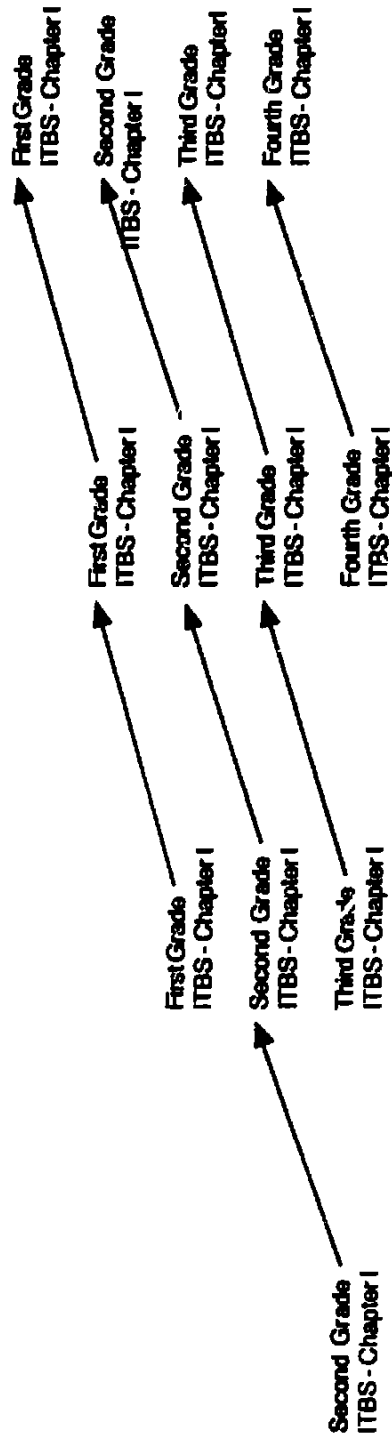 Second Grade
ITBS - Chapter I
First Grade
ITBS - Chapter I
Second Grade
ITBS - Chapter I
Third Grade
ITBS - Chapter I
First Grade
ITBS - Chapter I
Second Grade
ITBS - Chapter I
Third Grade
ITBS - Chapter I
Fourth Grade
ITBS - Chapter I
First Grade
ITBS - Chapter I
Second Grade
ITBS - Chapter I
Third Grade
ITBS - ChapterI
Fourth Grade
ITBS - Chapter I